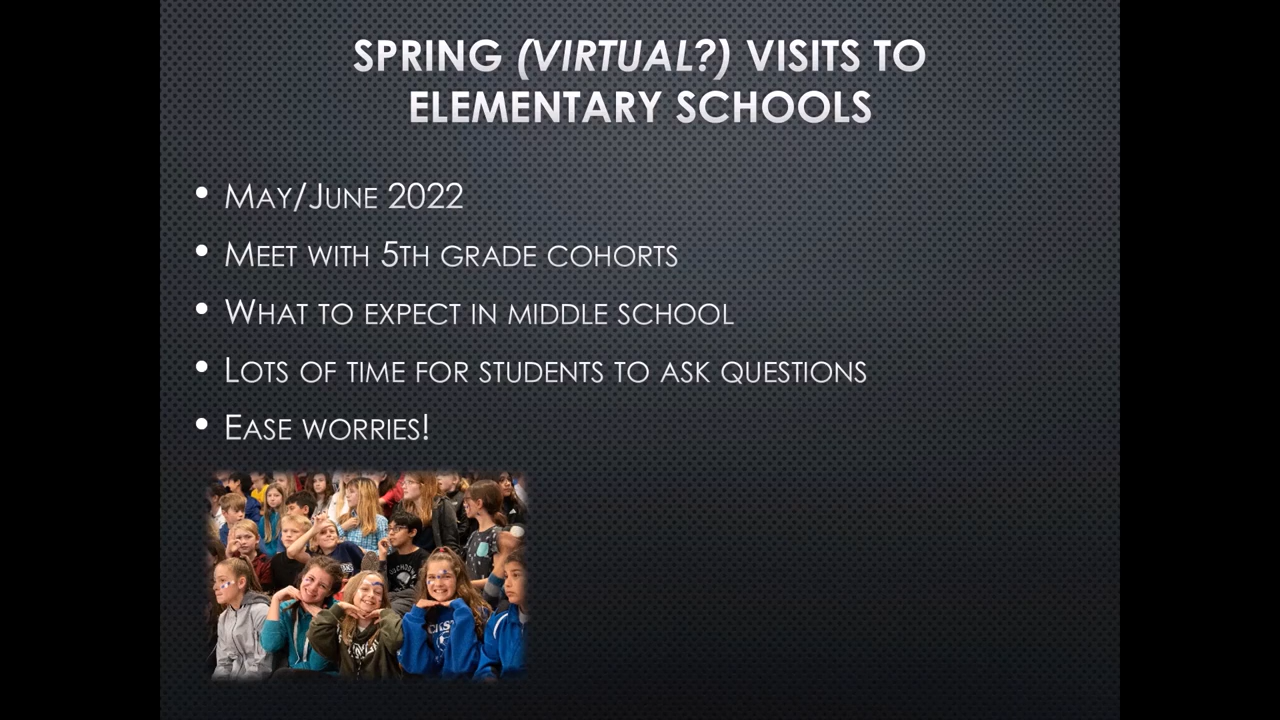 SPRING (VIRTUAL?) VISITS TO
ELEMENTARY SCHOOLS
• MAY/JUNE 2022
• MEET WITH 5TH GRADE COHORTS
• WHAT TO EXPECT IN MIDDLE SCHOOL
• LOTS OF TIME FOR STUDENTS TO ASK QUESTIONS
• EASE WORRIES!